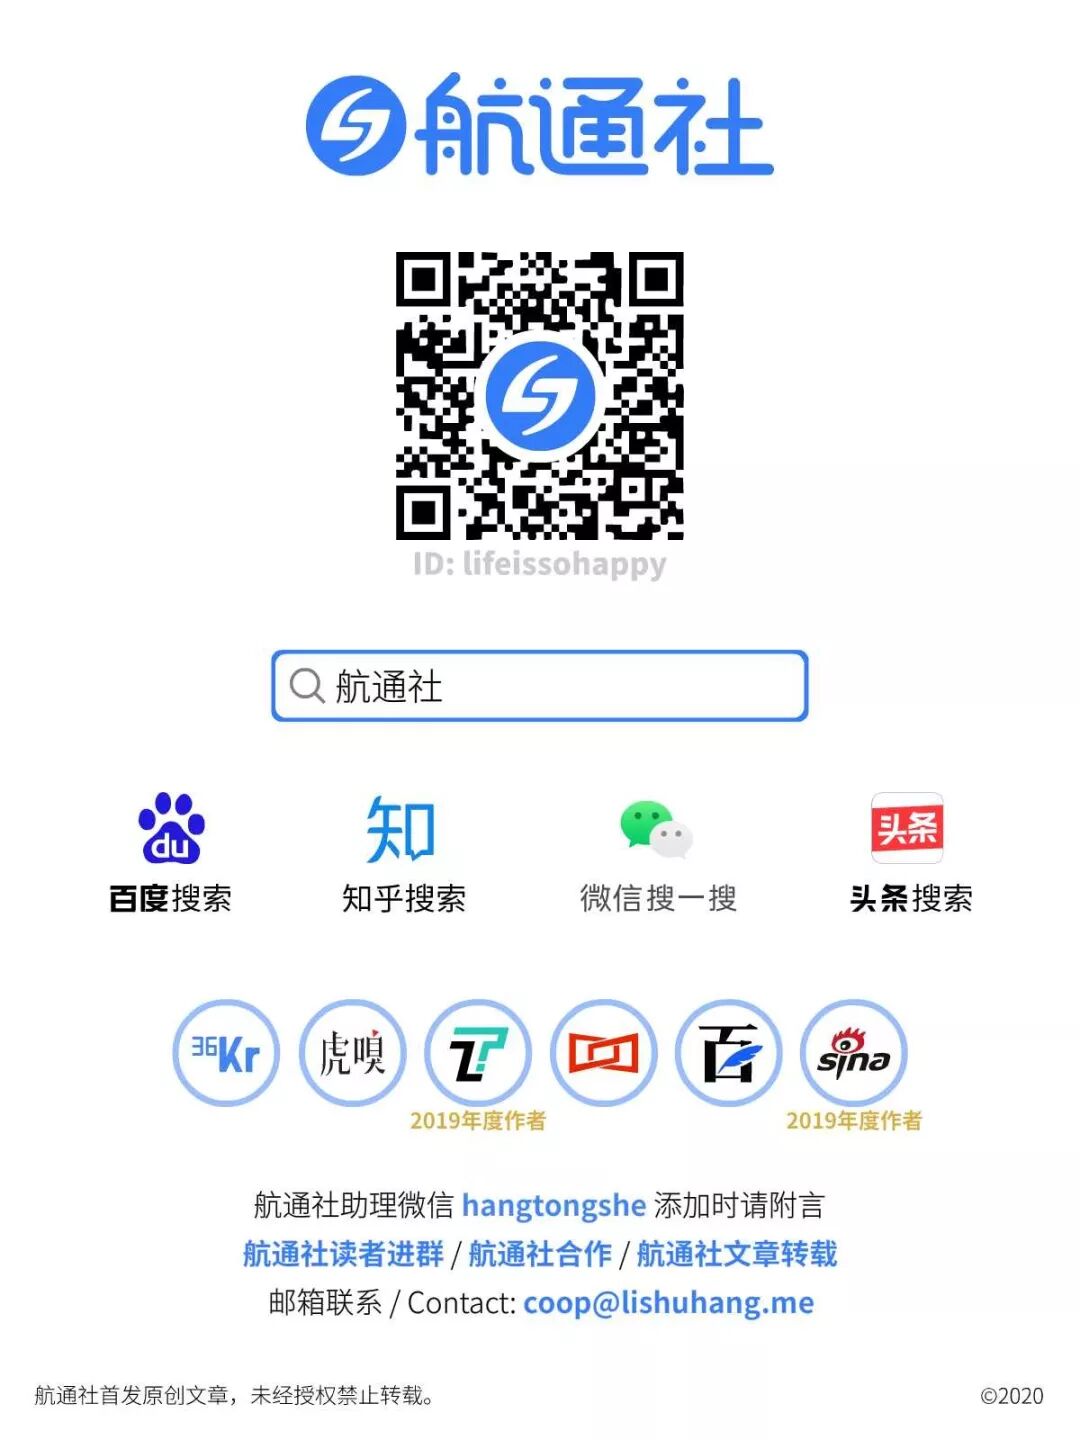 航通社
ID: lifeissohappy
航通社
du 知 头条
百度搜索 知乎搜索 微信搜一搜 头条搜索
36Kr 虎嗅 百 sina
2019年度作者 2019年度作者
航通社助理微信 hangtongshe 添加时请附言
航通社读者进群 / 航通社合作 / 航通社文章转载
邮箱联系 / Contact: coop@lishuhang.me
航通社首发原创文章，未经授权禁止转载。 ©2020